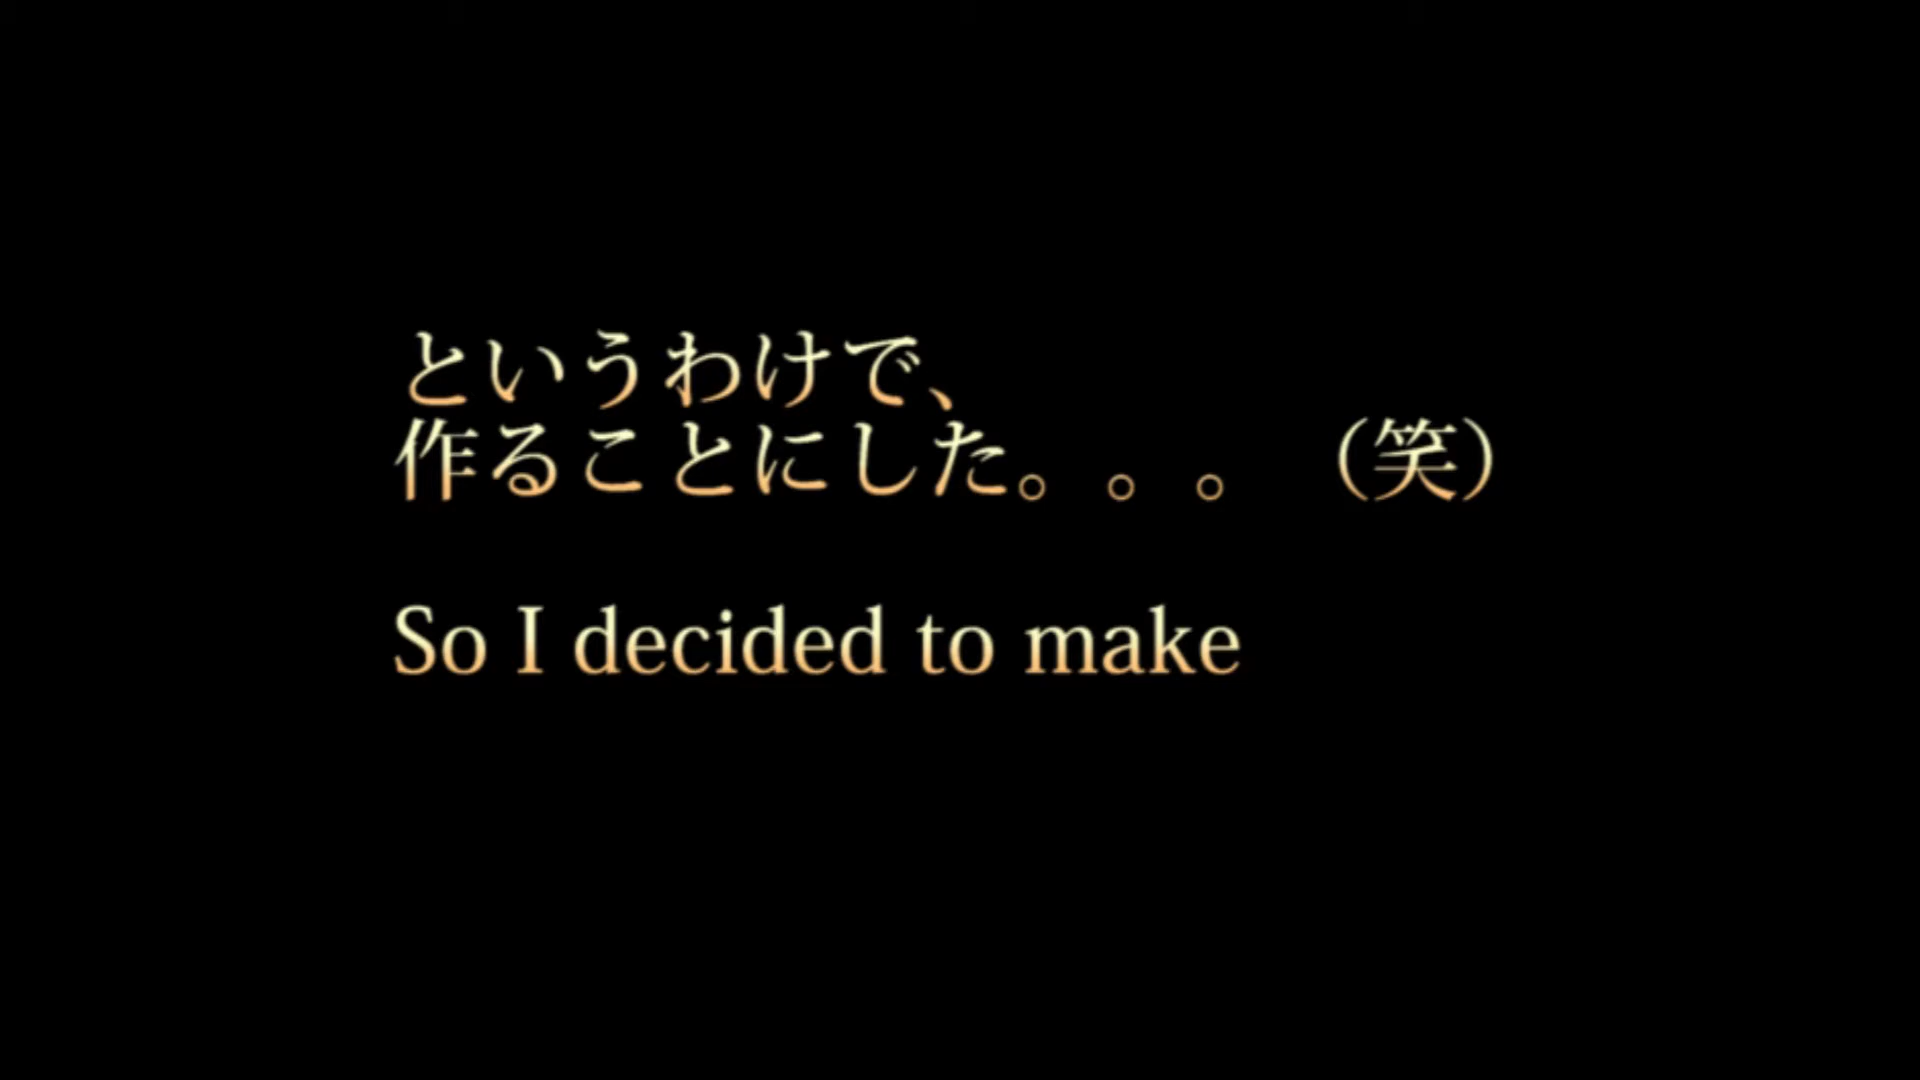 というわけで、
作ることにした。。。　（笑）
So I decided to make